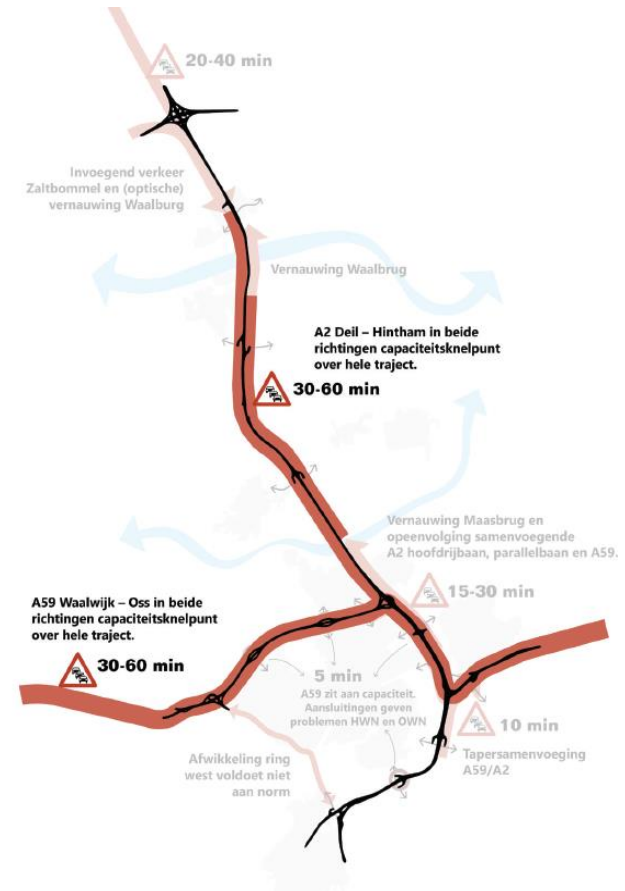 20-40 min
Invoegend verkeer
Zaltbommel en (optische)
vernauwing Waalburg
Vernauwing Waalbrug
A2 Deil – Hintham in beide
richtingen capaciteitsknelpunt
over hele traject.
30-60 min
Vernauwing Maasbrug en
opeenvolging samenvoegende
A2 hoofdrijbaan, parallelbaan en A59.
15-30 min
A59 Waalwijk – Oss in beide
richtingen capaciteitsknelpunt
over hele traject.
30-60 min
5 min
A59 zit aan capaciteit.
Aansluitingen geven
problemen HWN en OWN
10 min
Tapersamenvoeging
A59/A2
Afwikkeling ring
west voldoet niet
aan norm